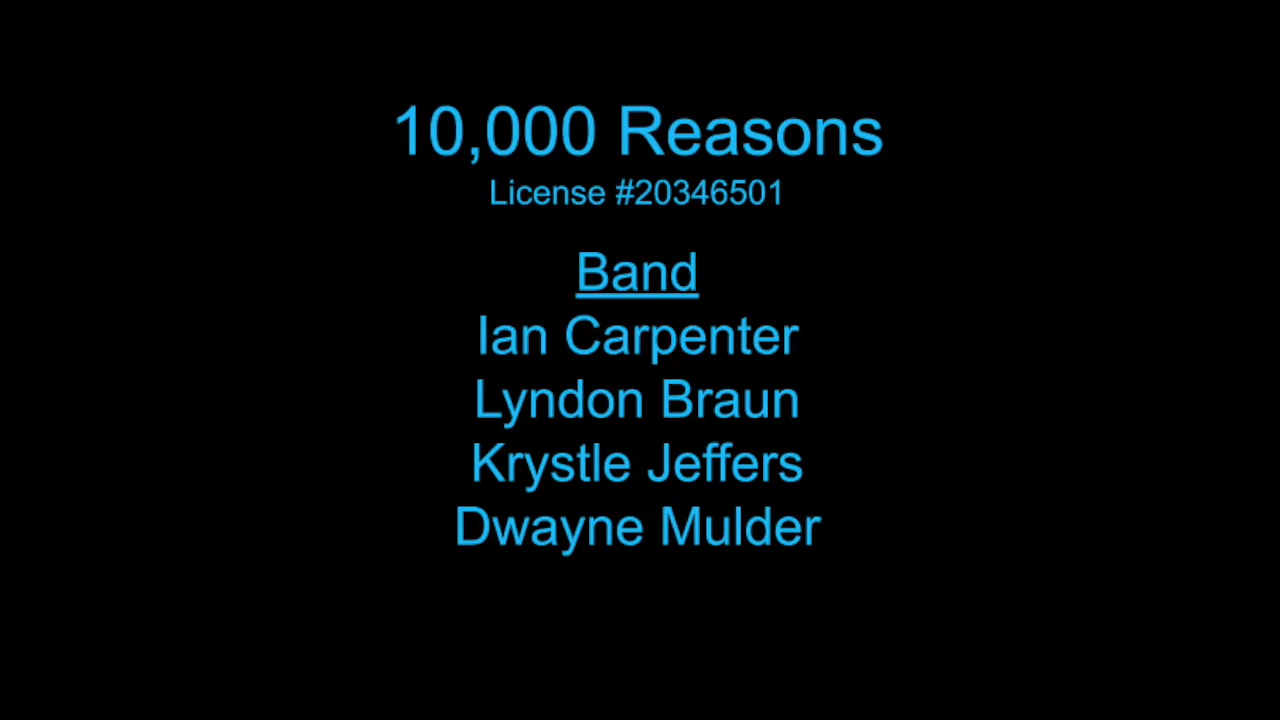 10,000 Reasons
License #20346501
Band
Ian Carpenter
Lyndon Braun
Krystle Jeffers
Dwayne Mulder